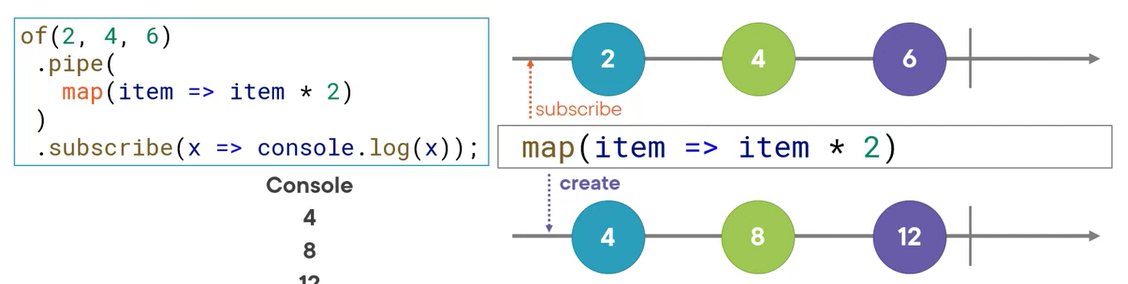 of(2, 4, 6)
.pipe(
map(item => item * 2)
)
.subscribe(x => console.log(x));
Console
4
8
12
2 4 6
subscribe
map(item => item * 2)
create
4 8 12